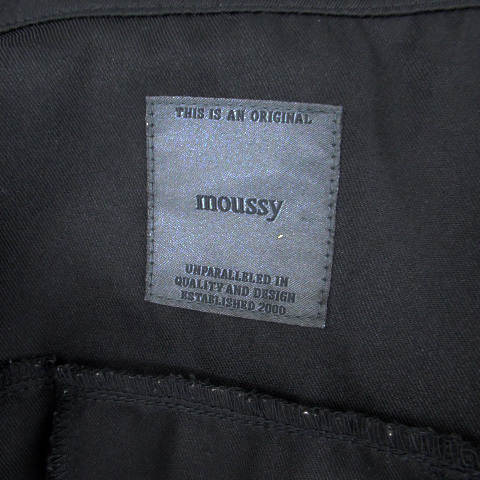 THIS IS AN ORIGINAL
moussy
UNPARALLELED IN
QUALITY AND DESIGN
ESTABLISHED 2000